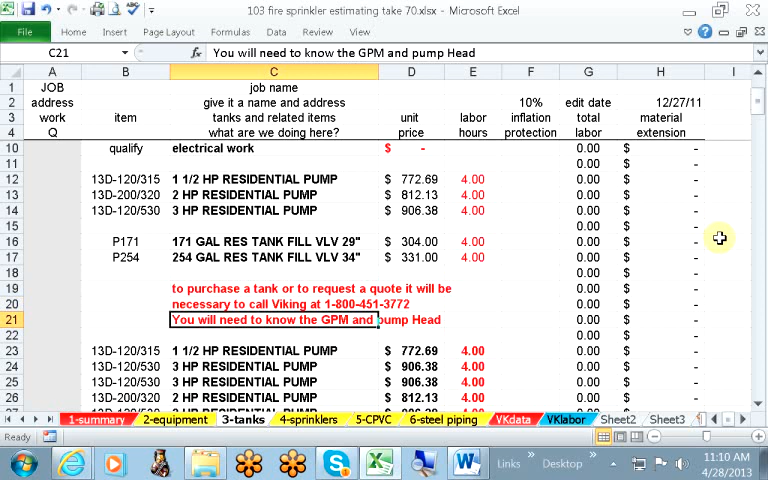 103 fire sprinkler estimating take 70.xlsx - Microsoft Excel
File Home Insert Page Layout Formulas Data Review View
C21 fx You will need to know the GPM and pump Head
A B C D E F G H I
1 JOB job name
2 address give it a name and address 10% edit date 12/27/11
3 work item tanks and related items unit labor inflation total material
4 Q what are we doing here? price hours protection labor extension
10 qualify electrical work $ - 0.00 $ -
11 0.00 $ -
12 13D-120/315 1 1/2 HP RESIDENTIAL PUMP $ 772.69 4.00 0.00 $ -
13 13D-200/320 2 HP RESIDENTIAL PUMP $ 812.13 4.00 0.00 $ -
14 13D-120/530 3 HP RESIDENTIAL PUMP $ 906.38 4.00 0.00 $ -
15 0.00 $ -
16 P171 171 GAL RES TANK FILL VLV 29" $ 304.00 4.00 0.00 $ -
17 P254 254 GAL RES TANK FILL VLV 34" $ 331.00 4.00 0.00 $ -
18 0.00 $ -
19 to purchase a tank or to request a quote it will be 0.00 $ -
20 necessary to call Viking at 1-800-451-3772 0.00 $ -
21 You will need to know the GPM and pump Head 0.00 $ -
22 0.00 $ -
23 13D-120/315 1 1/2 HP RESIDENTIAL PUMP $ 772.69 4.00 0.00 $ -
24 13D-120/530 3 HP RESIDENTIAL PUMP $ 906.38 4.00 0.00 $ -
25 13D-120/530 3 HP RESIDENTIAL PUMP $ 906.38 4.00 0.00 $ -
26 13D-200/320 2 HP RESIDENTIAL PUMP $ 812.13 4.00 0.00 $ -
1-summary 2-equipment 3-tanks 4-sprinklers 5-CPVC 6-steel piping VKdata VKlabor Sheet2 Sheet3
Ready
Links Desktop 11:10 AM
4/28/2013